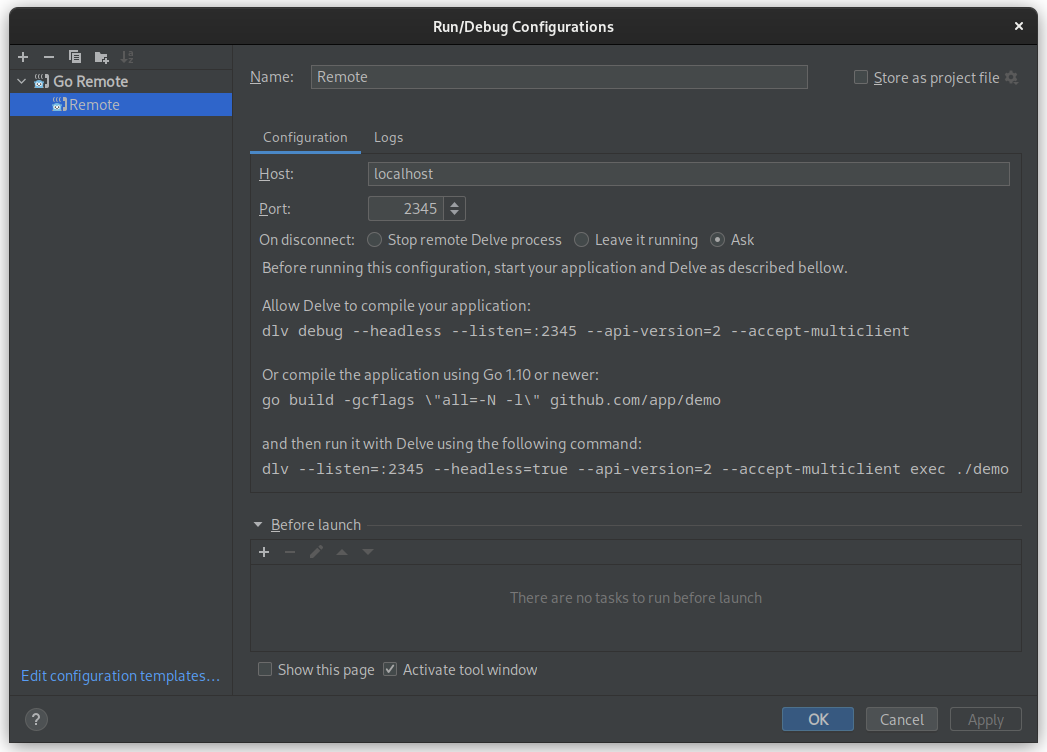 Run/Debug Configurations
Go Remote
Remote
Name: Remote
Store as project file
Configuration Logs
Host: localhost
Port: 2345
On disconnect: Stop remote Delve process Leave it running Ask
Before running this configuration, start your application and Delve as described bellow.
Allow Delve to compile your application:
dlv debug --headless --listen=:2345 --api-version=2 --accept-multiclient
Or compile the application using Go 1.10 or newer:
go build -gcflags \"all=-N -l\" github.com/app/demo
and then run it with Delve using the following command:
dlv --listen=:2345 --headless=true --api-version=2 --accept-multiclient exec ./demo
Before launch
There are no tasks to run before launch
Show this page Activate tool window
Edit configuration templates...
? OK Cancel Apply